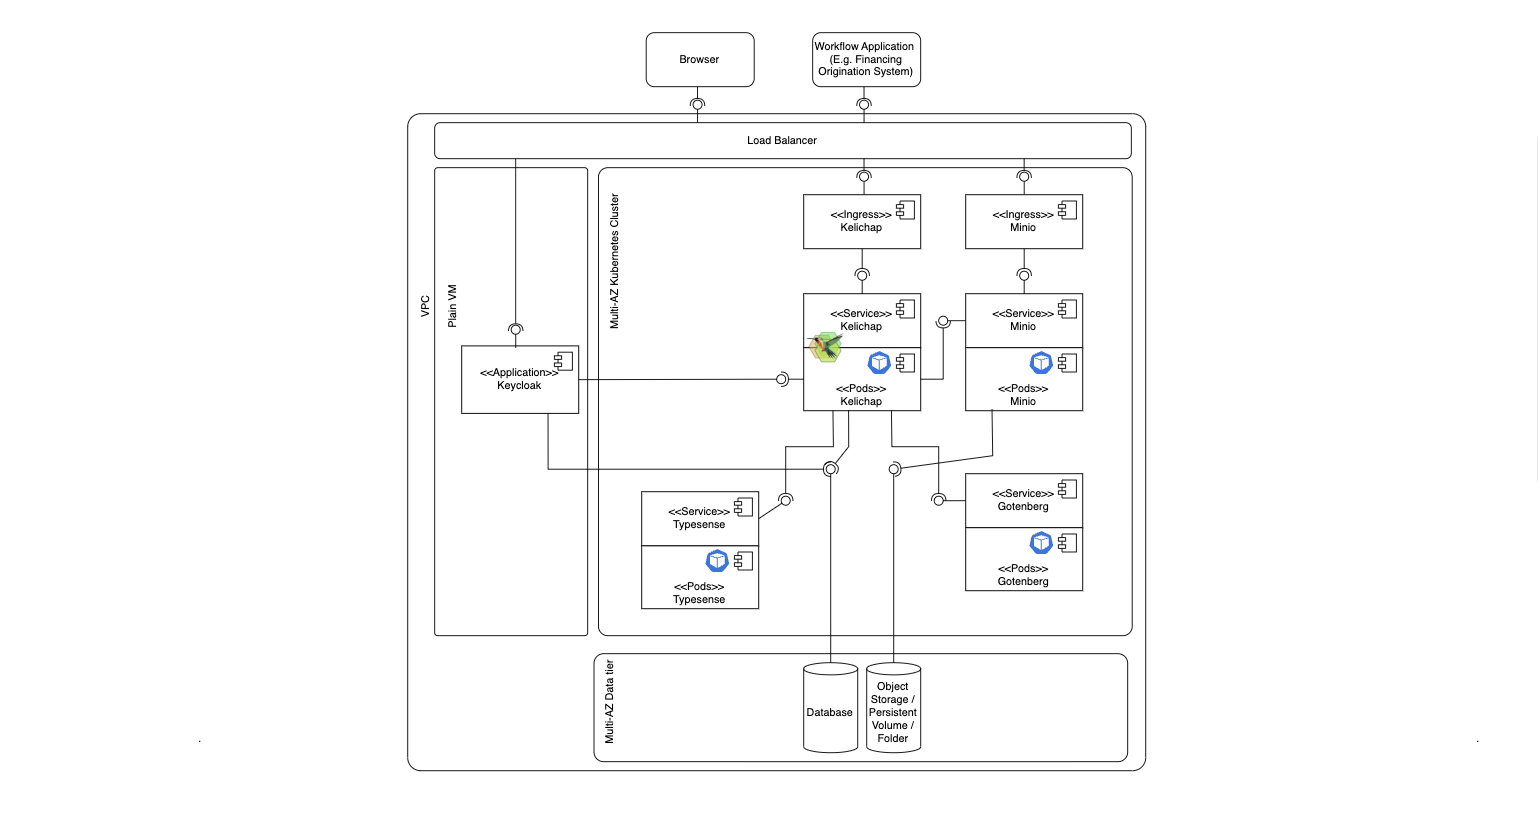 Browser
Workflow Application
(E.g. Financing
Origination System)
Load Balancer
VPC
Plain VM
Multi-AZ Kubernetes Cluster
<<Ingress>>
Kelichap
<<Ingress>>
Minio
<<Service>>
Kelichap
<<Service>>
Minio
<<Application>>
Keycloak
<<Pods>>
Kelichap
<<Pods>>
Minio
<<Service>>
Typesense
<<Service>>
Gotenberg
<<Pods>>
Typesense
<<Pods>>
Gotenberg
Multi-AZ Data tier
Database
Object
Storage /
Persistent
Volume /
Folder